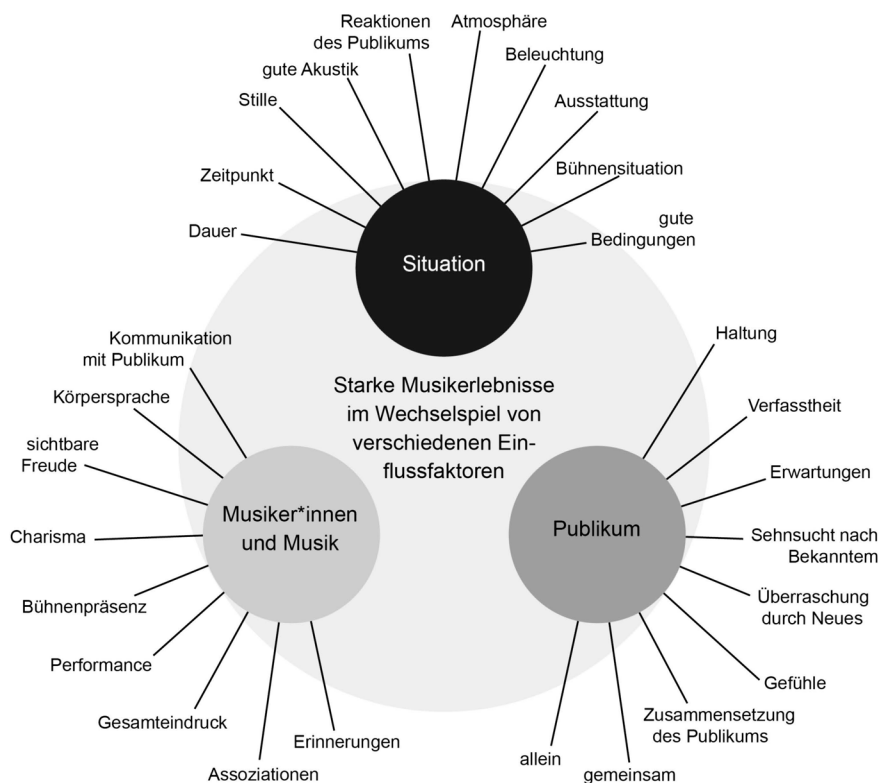 Reaktionen
des Publikums
Atmosphäre
gute Akustik
Beleuchtung
Stille
Ausstattung
Zeitpunkt
Bühnensituation
Dauer
gute
Bedingungen
Situation
Kommunikation
mit Publikum
Körpersprache
sichtbare
Freude
Charisma
Bühnenpräsenz
Performance
Gesamteindruck
Assoziationen
Erinnerungen
Musiker*innen
und Musik
Starke Musikerlebnisse
im Wechselspiel von
verschiedenen Ein-
flussfaktoren
Publikum
Haltung
Verfasstheit
Erwartungen
Sehnsucht nach
Bekanntem
Überraschung
durch Neues
Gefühle
Zusammensetzung
des Publikums
gemeinsam
allein